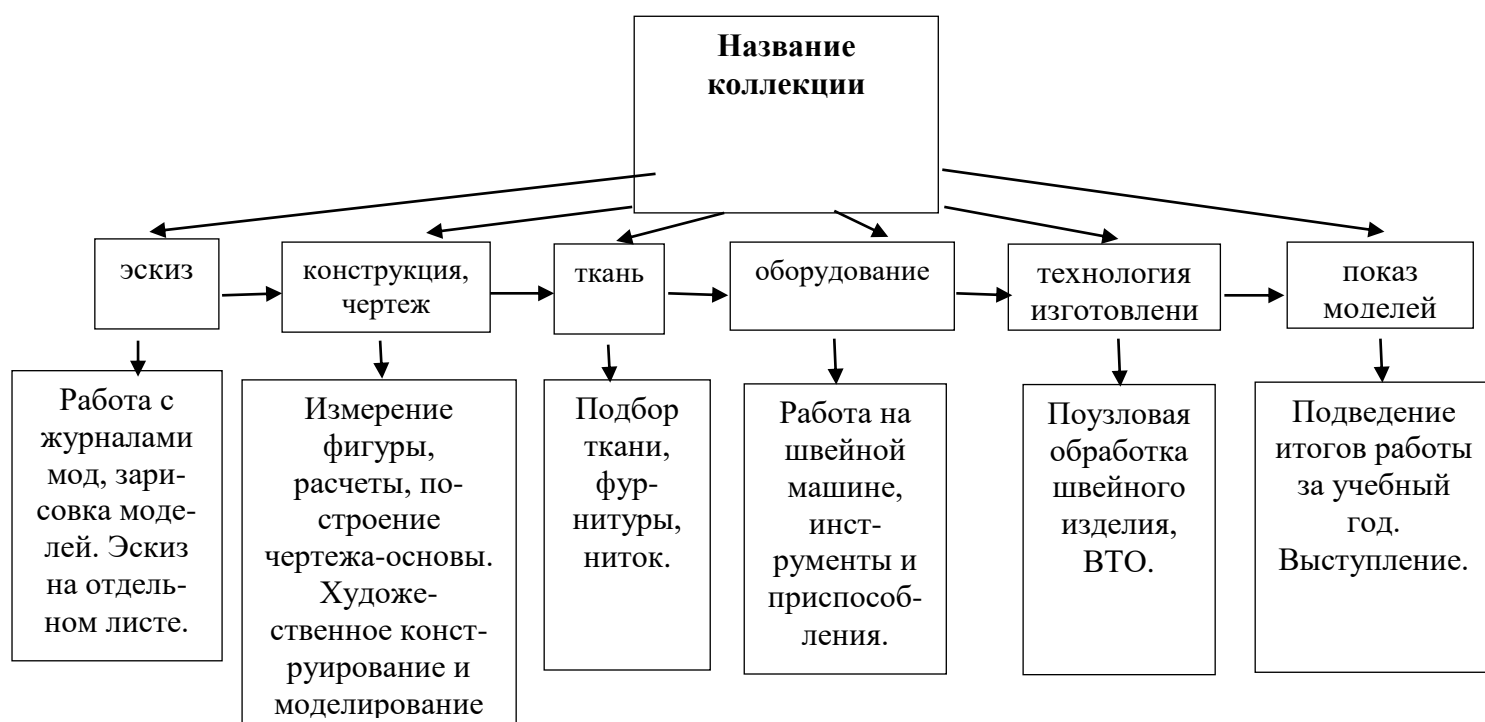 Название
коллекции
эскиз
конструкция,
чертеж
ткань
оборудование
технология
изготовлени
показ
моделей
Работа с
журналами
мод, зари-
совка моде-
лей. Эскиз
на отдель-
ном листе.
Измерение
фигуры,
расчеты, по-
строение
чертежа-основы.
Художе-
ственное конст-
руирование и
моделирование
Подбор
ткани,
фур-
нитуры,
ниток.
Работа на
швейной
машине,
инст-
рументы и
приспособ-
ления.
Поузловая
обработка
швейного
изделия,
ВТО.
Подведение
итогов работы
за учебный
год.
Выступление.